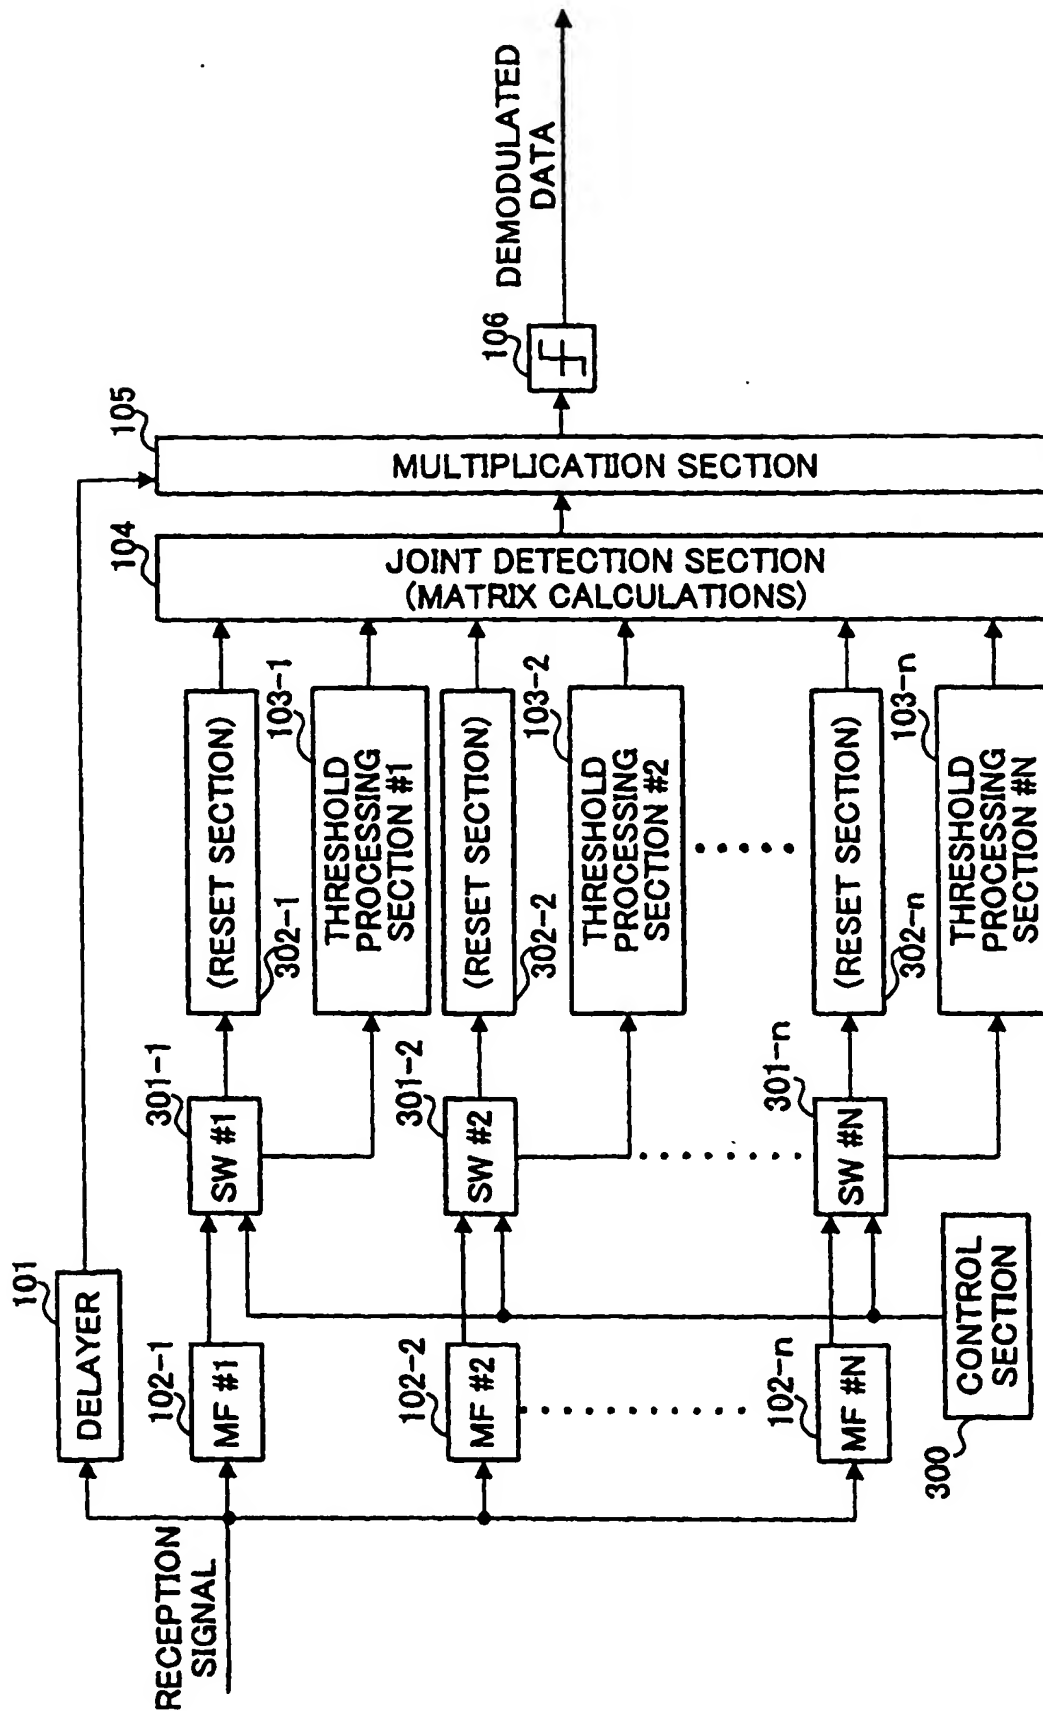 RECEPTION
SIGNAL
101
DELAYER
102-1
MF #1
301-1
SW #1
302-1
(RESET SECTION)
103-1
THRESHOLD
PROCESSING
SECTION #1
102-2
MF #2
301-2
SW #2
302-2
(RESET SECTION)
103-2
THRESHOLD
PROCESSING
SECTION #2
102-n
MF #N
301-n
SW #N
302-n
(RESET SECTION)
103-n
THRESHOLD
PROCESSING
SECTION #N
300
CONTROL
SECTION
104
JOINT DETECTION SECTION
(MATRIX CALCULATIONS)
105
MULTIPLICATIION SECTION
106
DEMODULATED
DATA